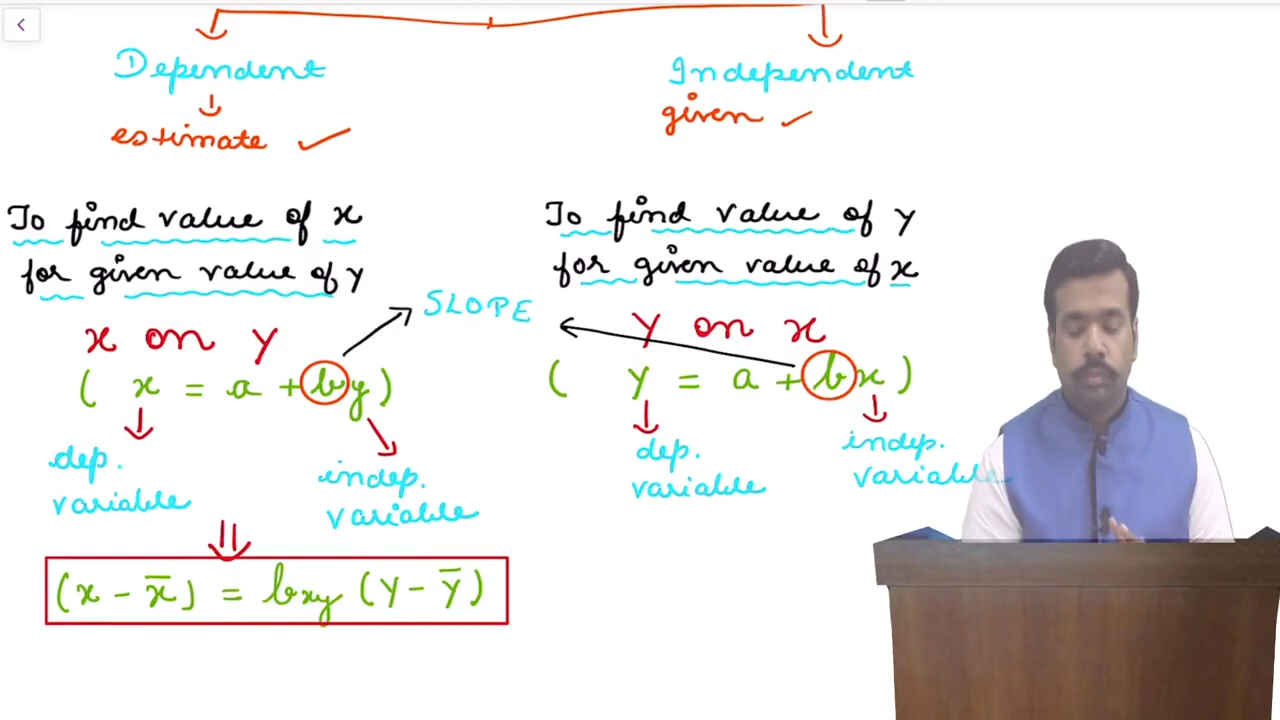 Dependent
estimate
Independent
given
To find value of x
for given value of y
x on y
( x = a + by )
dep.
variable
indep.
variable
(x - x̅) = bxy (y - y̅)
SLOPE
To find value of y
for given value of x
y on x
( y = a + bx )
dep.
variable
indep.
variable